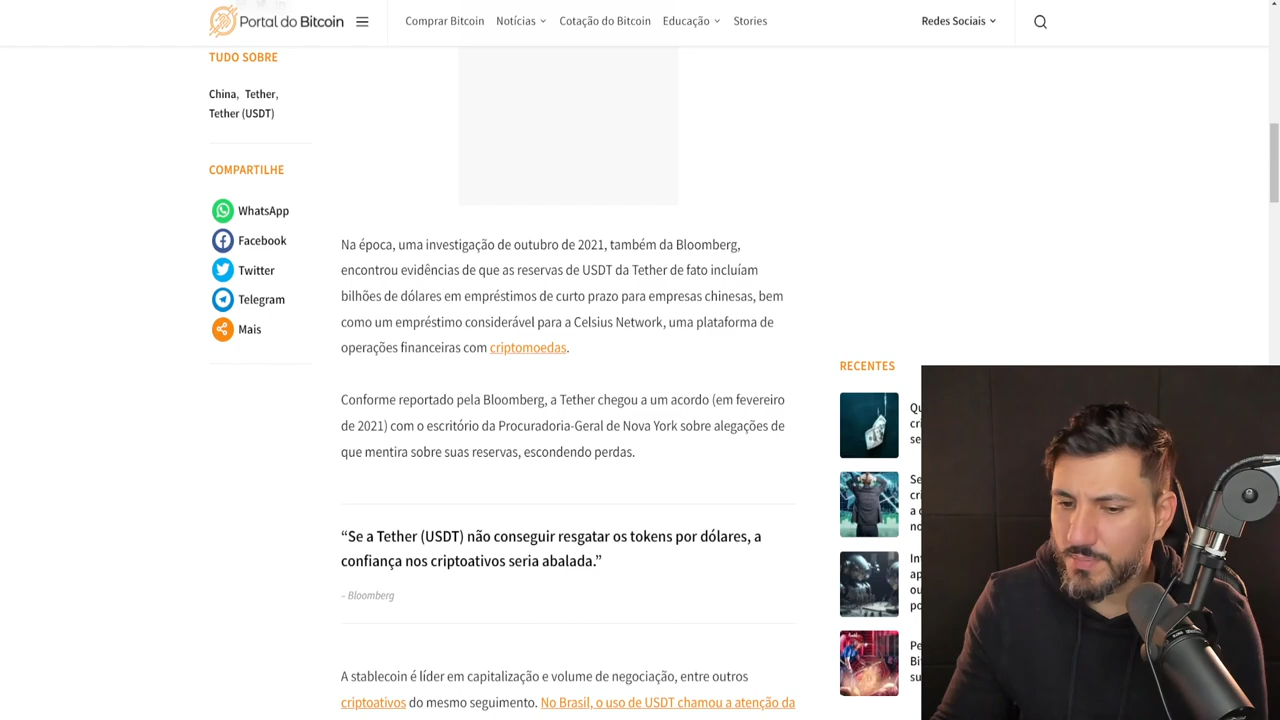 Portal do Bitcoin
Comprar Bitcoin Notícias Cotação do Bitcoin Educação Stories
Redes Sociais
TUDO SOBRE
China, Tether,
Tether (USDT)
COMPARTILHE
WhatsApp
Facebook
Twitter
Telegram
Mais
Na época, uma investigação de outubro de 2021, também da Bloomberg,
encontrou evidências de que as reservas de USDT da Tether de fato incluíam
bilhões de dólares em empréstimos de curto prazo para empresas chinesas, bem
como um empréstimo considerável para a Celsius Network, uma plataforma de
operações financeiras com criptomoedas.
Conforme reportado pela Bloomberg, a Tether chegou a um acordo (em fevereiro
de 2021) com o escritório da Procuradoria-Geral de Nova York sobre alegações de
que mentira sobre suas reservas, escondendo perdas.
“Se a Tether (USDT) não conseguir resgatar os tokens por dólares, a
confiança nos criptoativos seria abalada.”
– Bloomberg
A stablecoin é líder em capitalização e volume de negociação, entre outros
criptoativos do mesmo seguimento. No Brasil, o uso de USDT chamou a atenção da
RECENTES